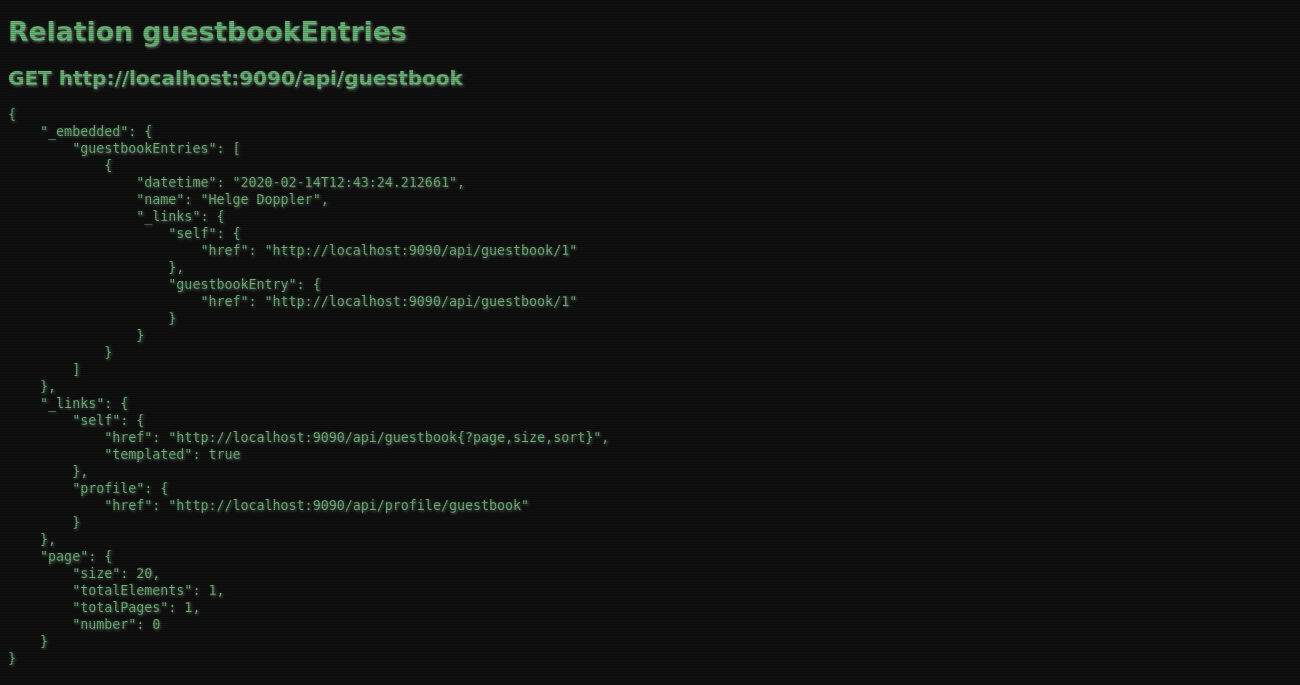 Relation guestbookEntries
GET http://localhost:9090/api/guestbook
{
    "_embedded": {
        "guestbookEntries": [
            {
                "datetime": "2020-02-14T12:43:24.212661",
                "name": "Helge Doppler",
                "_links": {
                    "self": {
                        "href": "http://localhost:9090/api/guestbook/1"
                    },
                    "guestbookEntry": {
                        "href": "http://localhost:9090/api/guestbook/1"
                    }
                }
            }
        ]
    },
    "_links": {
        "self": {
            "href": "http://localhost:9090/api/guestbook{?page,size,sort}",
            "templated": true
        },
        "profile": {
            "href": "http://localhost:9090/api/profile/guestbook"
        }
    },
    "page": {
        "size": 20,
        "totalElements": 1,
        "totalPages": 1,
        "number": 0
    }
}